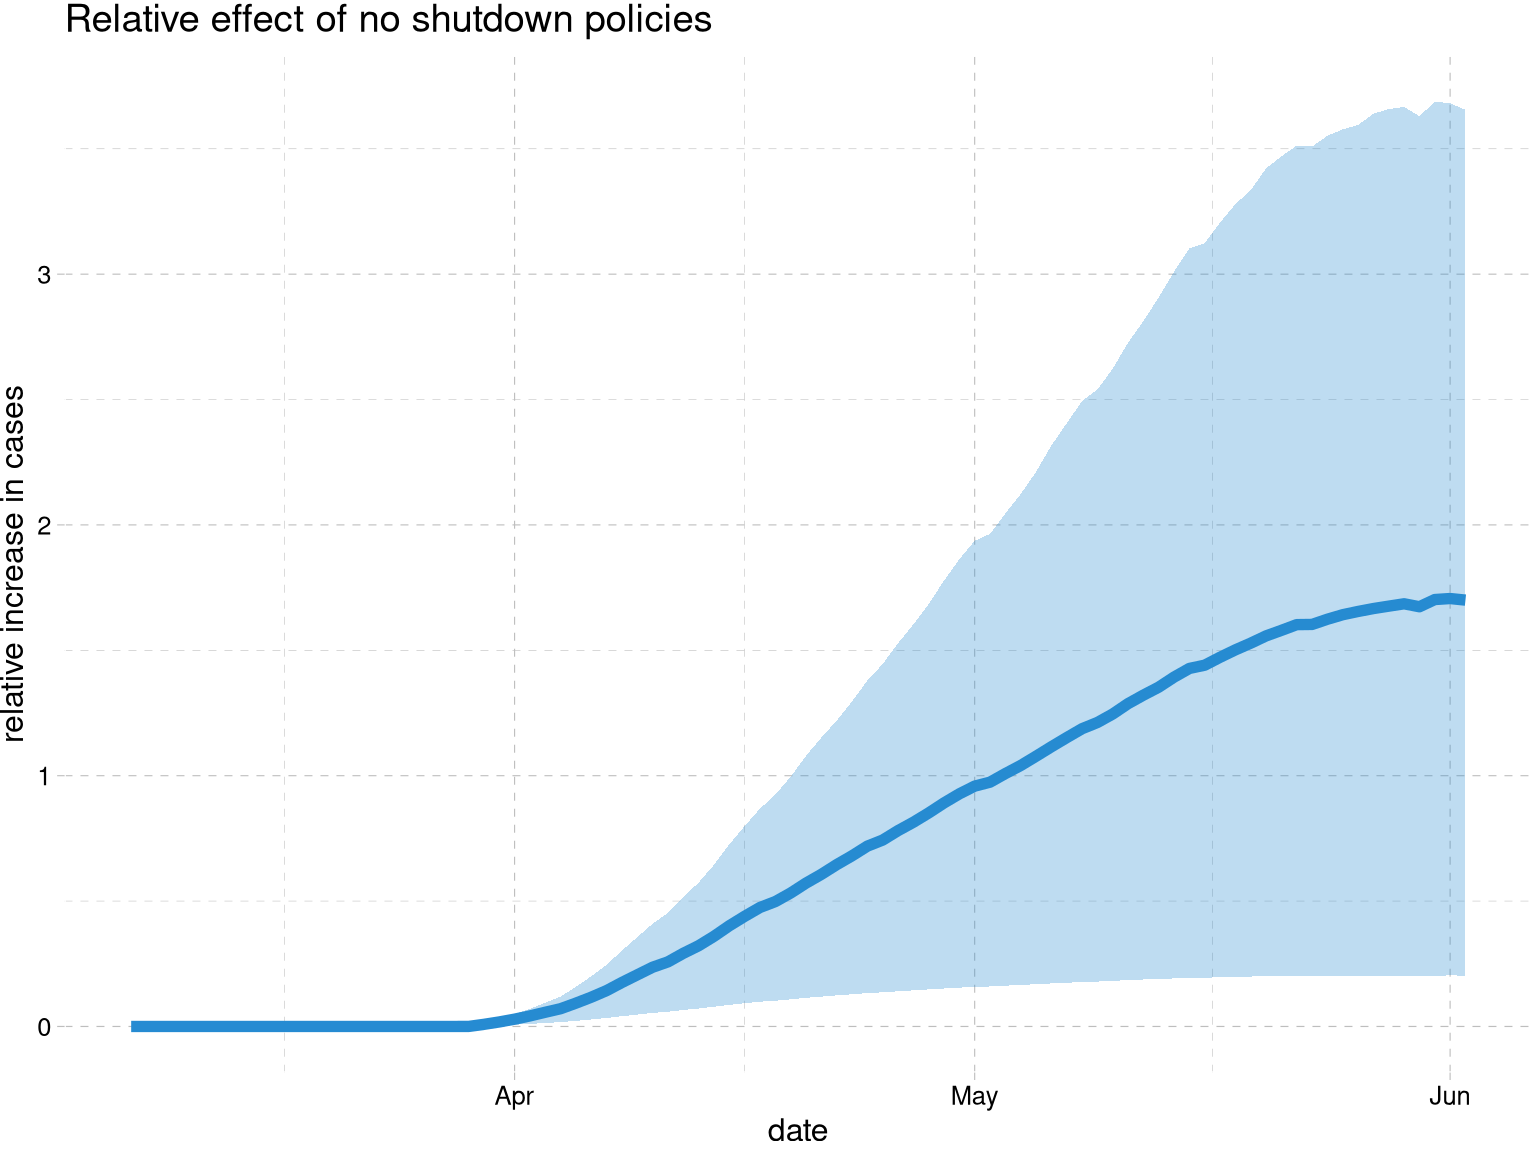 Relative effect of no shutdown policies
relative increase in cases
3
2
1
0
Apr
May
Jun
date